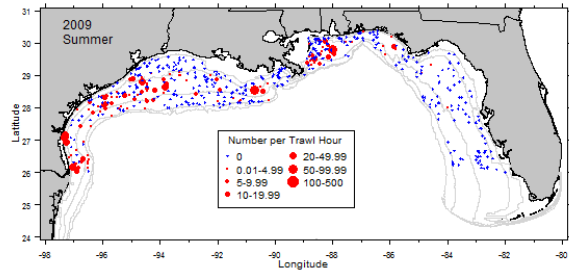 2009
Summer
31
30
29
28
27
26
25
24
Latitude
Number per Trawl Hour
0 20-49.99
0.01-4.99 50-99.99
5-9.99 100-500
10-19.99
-98 -96 -94 -92 -90 -88 -86 -84 -82 -80
Longitude